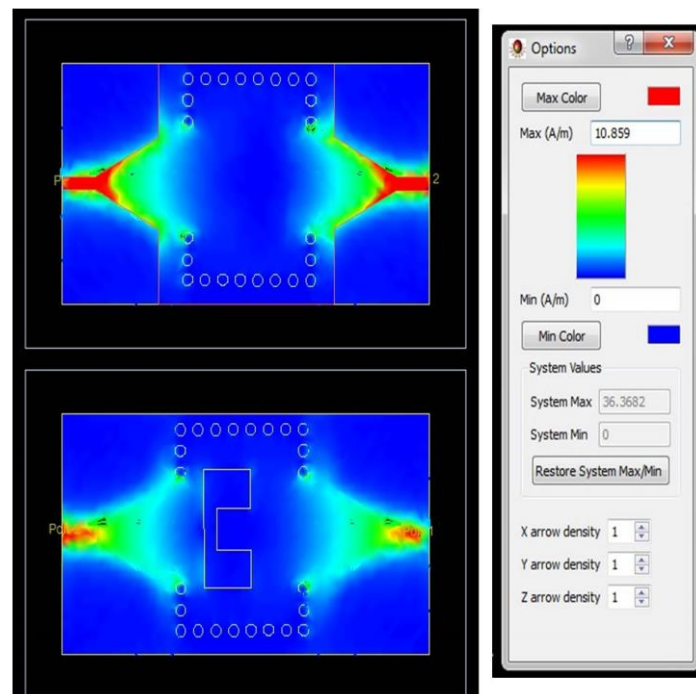 2
Options
?
X
Max Color
Max (A/m) 10.859
Min (A/m) 0
Min Color
System Values
System Max 36.3682
System Min 0
Restore System Max/Min
X arrow density 1
Y arrow density 1
Z arrow density 1